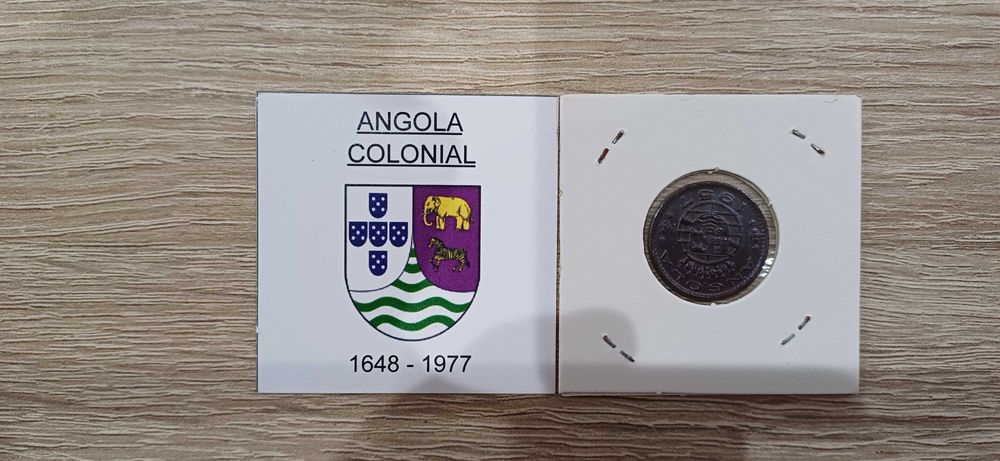 ANGOLA
COLONIAL
1648 - 1977